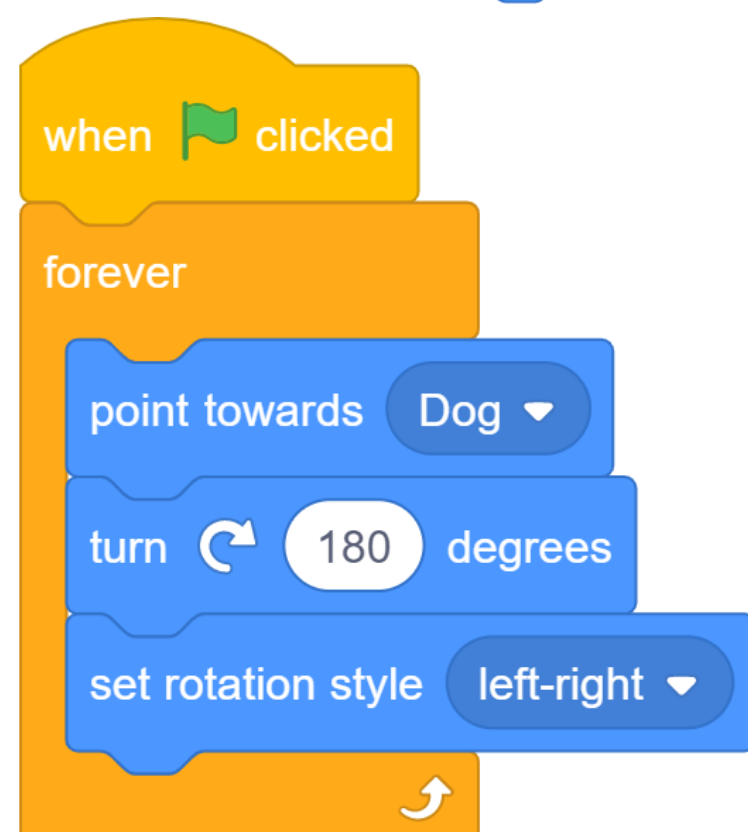 when clicked
forever
point towards Dog
turn 180 degrees
set rotation style left-right